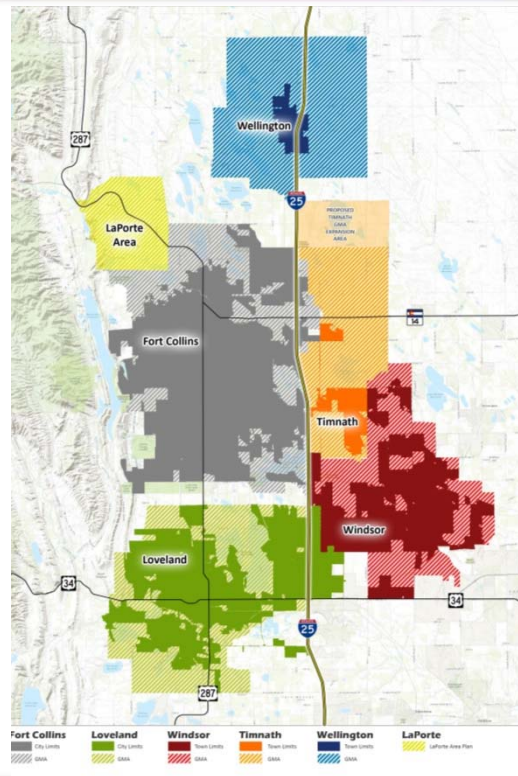 287
Wellington
25
PROPOSED
TIMNATH
GMA
EXPANSION
AREA
LaPorte
Area
14
Fort Collins
Timnath
Windsor
Loveland
34
34
25
287
Fort Collins
City Limits
GMA
Loveland
City Limits
GMA
Windsor
Town Limits
GMA
Timnath
Town Limits
GMA
Wellington
Town Limits
GMA
LaPorte
LaPorte Area Plan